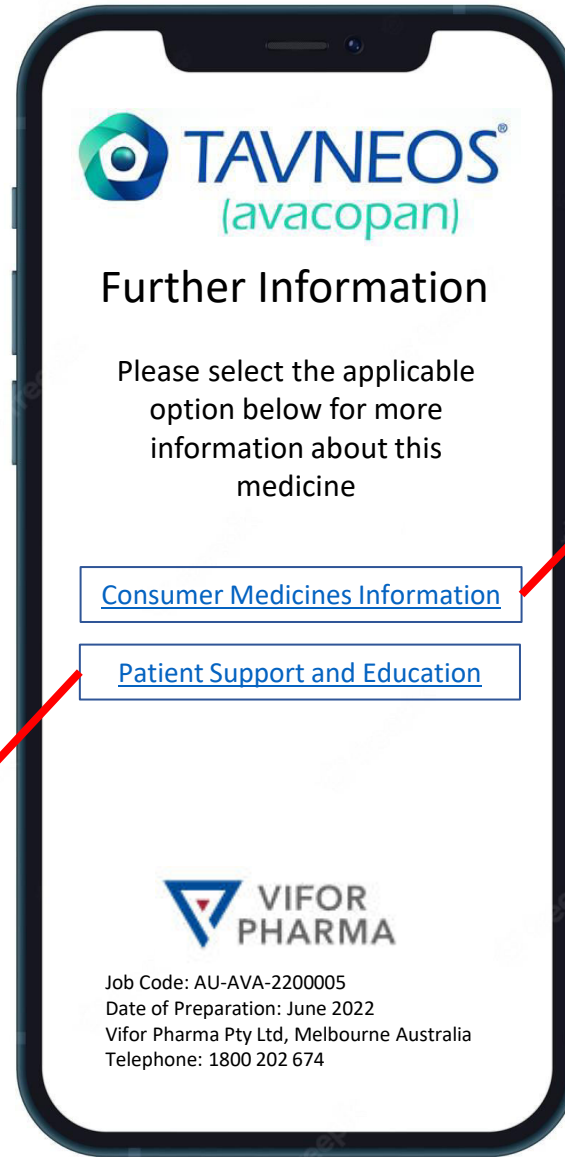 TAVNEOS®
(avacopan)
Further Information
Please select the applicable
option below for more
information about this
medicine
Consumer Medicines Information
Patient Support and Education
VIFOR
PHARMA
Job Code: AU-AVA-2200005
Date of Preparation: June 2022
Vifor Pharma Pty Ltd, Melbourne Australia
Telephone: 1800 202 674